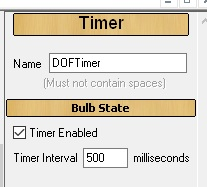 Timer
Name DOFTimer
(Must not contain spaces)
Bulb State
Timer Enabled
Timer Interval 500 milliseconds